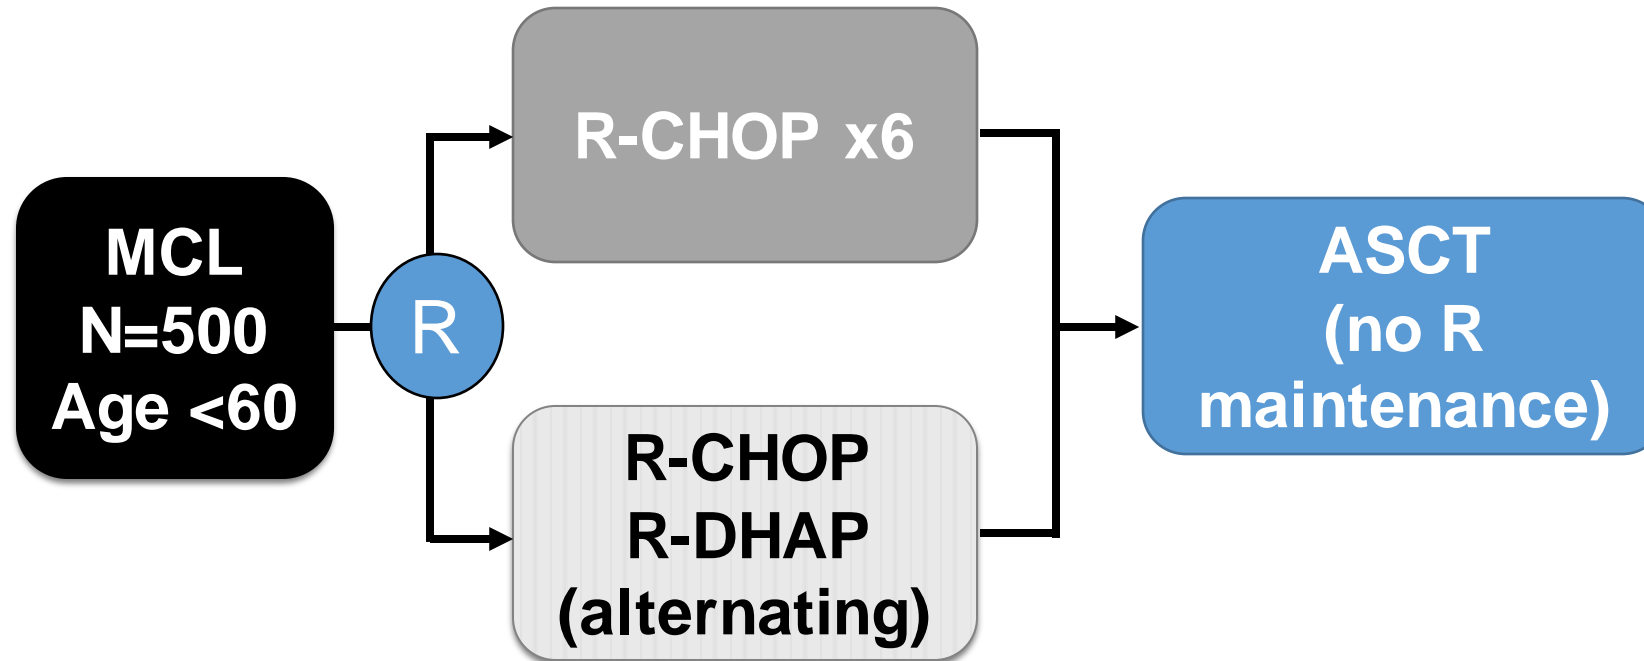 MCL
N=500
Age <60
R
R-CHOP x6
R-CHOP
R-DHAP
(alternating)
ASCT
(no R
maintenance)